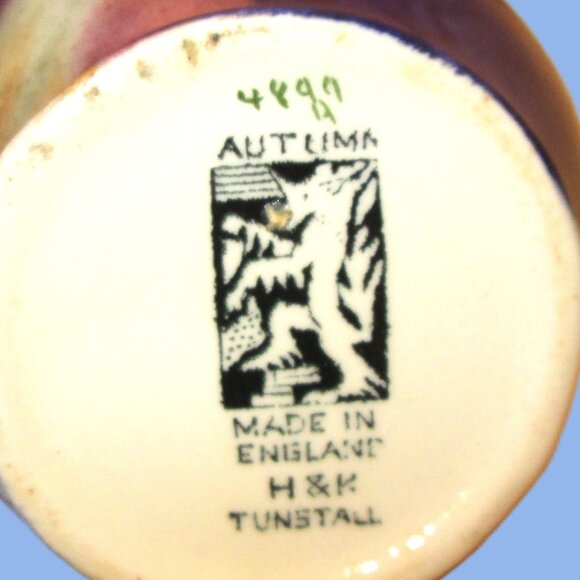 4899
A
AUTUMN
MADE IN
ENGLAND
H & K
TUNSTALL